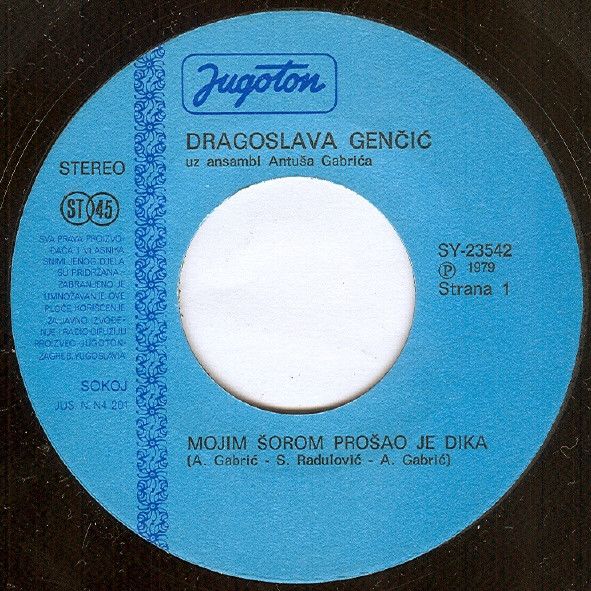 Jugoton
DRAGOSLAVA GENČIĆ
uz ansambl Antuša Gabrića
STEREO
ST 45
SVA PRAVA PROIZVO-
ĐAČA I VLASNIKA
SNIMLJENOG DJELA
SU PRIDRŽANA-
ZABRANJENO JE
UMNOŽAVANJE OVE
PLOČE KORIŠĆENJE
ZA JAVNO IZVOĐE-
NJE I RADIO DIFUZIJU
PROIZVEO ·JUGOTON·
ZAGREB, YUGOSLAVIA
SOKOJ
JUS N. N4 201
SY-23542
Ⓟ 1979
Strana 1
MOJIM ŠOROM PROŠAO JE DIKA
(A. Gabrić - S. Radulović - A. Gabrić)